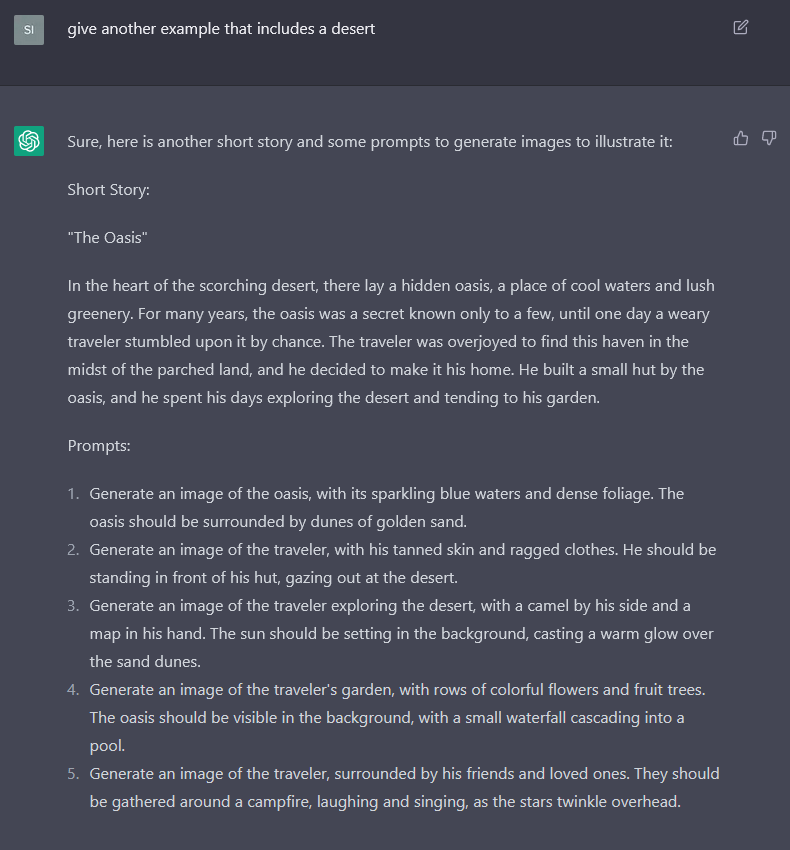 SI
give another example that includes a desert
Sure, here is another short story and some prompts to generate images to illustrate it:
Short Story:
"The Oasis"
In the heart of the scorching desert, there lay a hidden oasis, a place of cool waters and lush
greenery. For many years, the oasis was a secret known only to a few, until one day a weary
traveler stumbled upon it by chance. The traveler was overjoyed to find this haven in the
midst of the parched land, and he decided to make it his home. He built a small hut by the
oasis, and he spent his days exploring the desert and tending to his garden.
Prompts:
1. Generate an image of the oasis, with its sparkling blue waters and dense foliage. The
oasis should be surrounded by dunes of golden sand.
2. Generate an image of the traveler, with his tanned skin and ragged clothes. He should be
standing in front of his hut, gazing out at the desert.
3. Generate an image of the traveler exploring the desert, with a camel by his side and a
map in his hand. The sun should be setting in the background, casting a warm glow over
the sand dunes.
4. Generate an image of the traveler's garden, with rows of colorful flowers and fruit trees.
The oasis should be visible in the background, with a small waterfall cascading into a
pool.
5. Generate an image of the traveler, surrounded by his friends and loved ones. They should
be gathered around a campfire, laughing and singing, as the stars twinkle overhead.